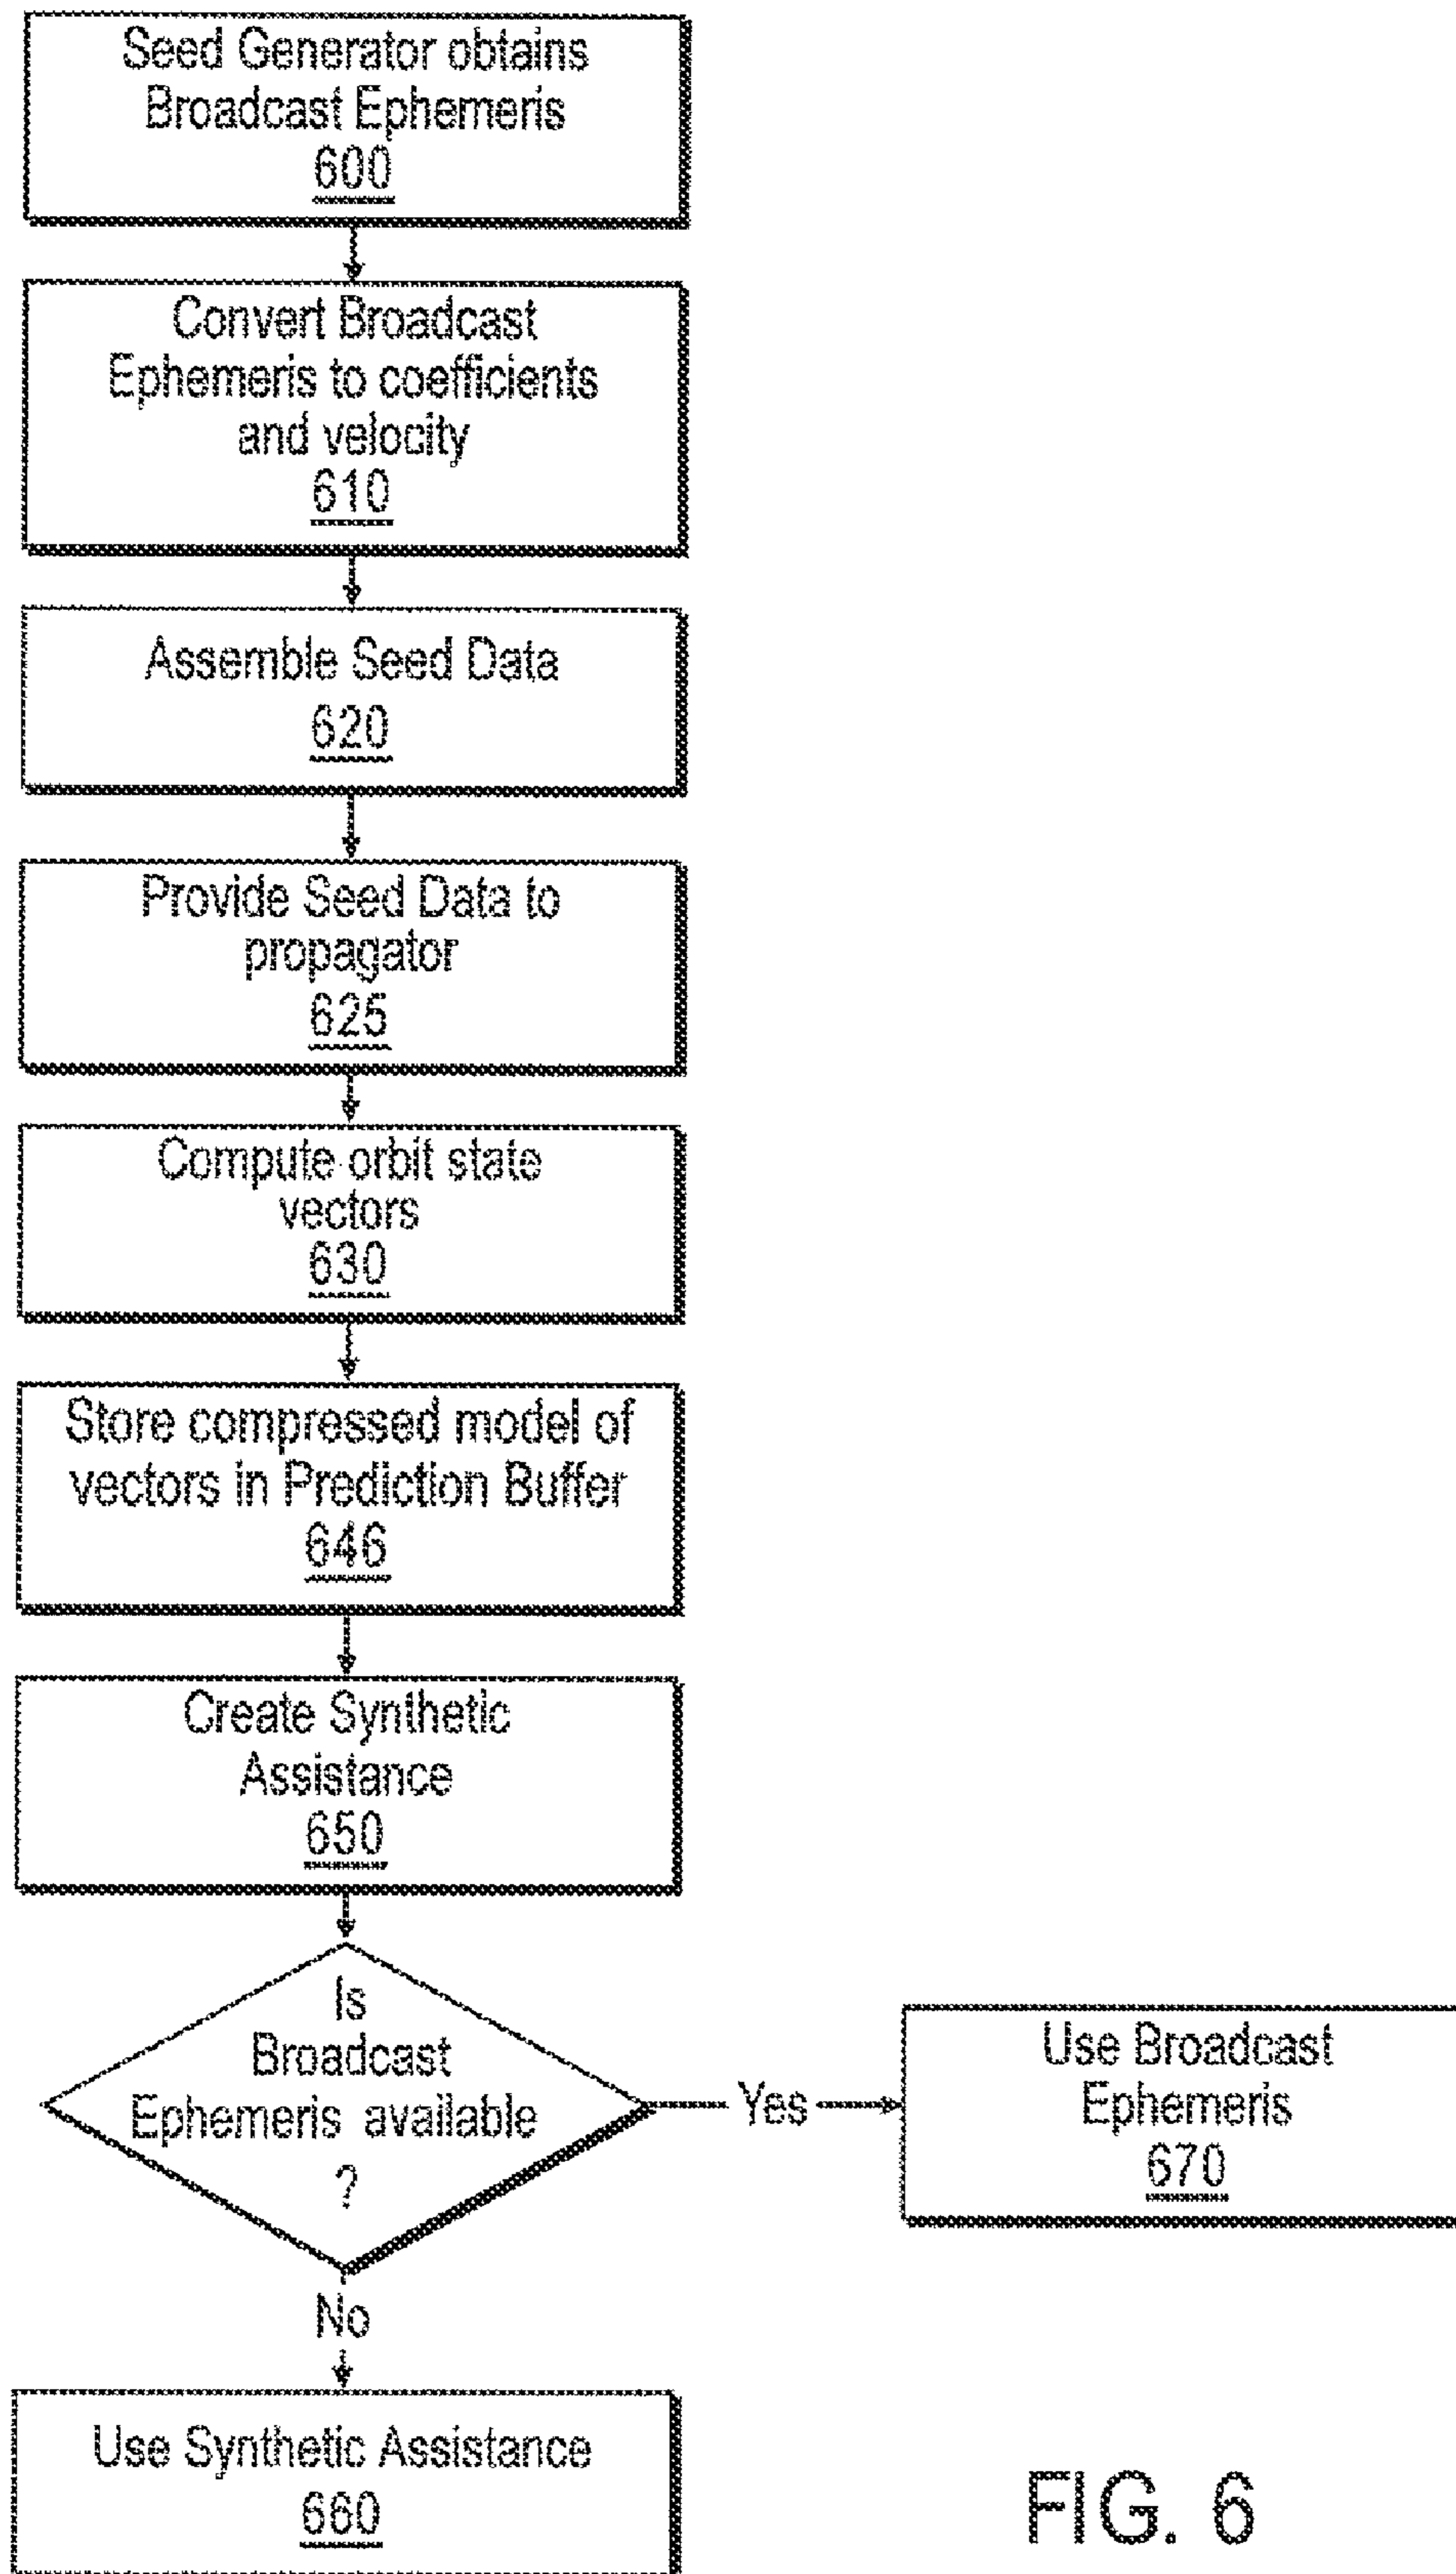 Seed Generator obtains
Broadcast Ephemeris
600
Convert Broadcast
Ephemeris to coefficients
and velocity
610
Assemble Seed Data
620
Provide Seed Data to
propagator
625
Compute orbit state
vectors
630
Store compressed model of
vectors in Prediction Buffer
646
Create Synthetic
Assistance
650
Is
Broadcast
Ephemeris available
?
Yes
Use Broadcast
Ephemeris
670
No
Use Synthetic Assistance
660
FIG. 6